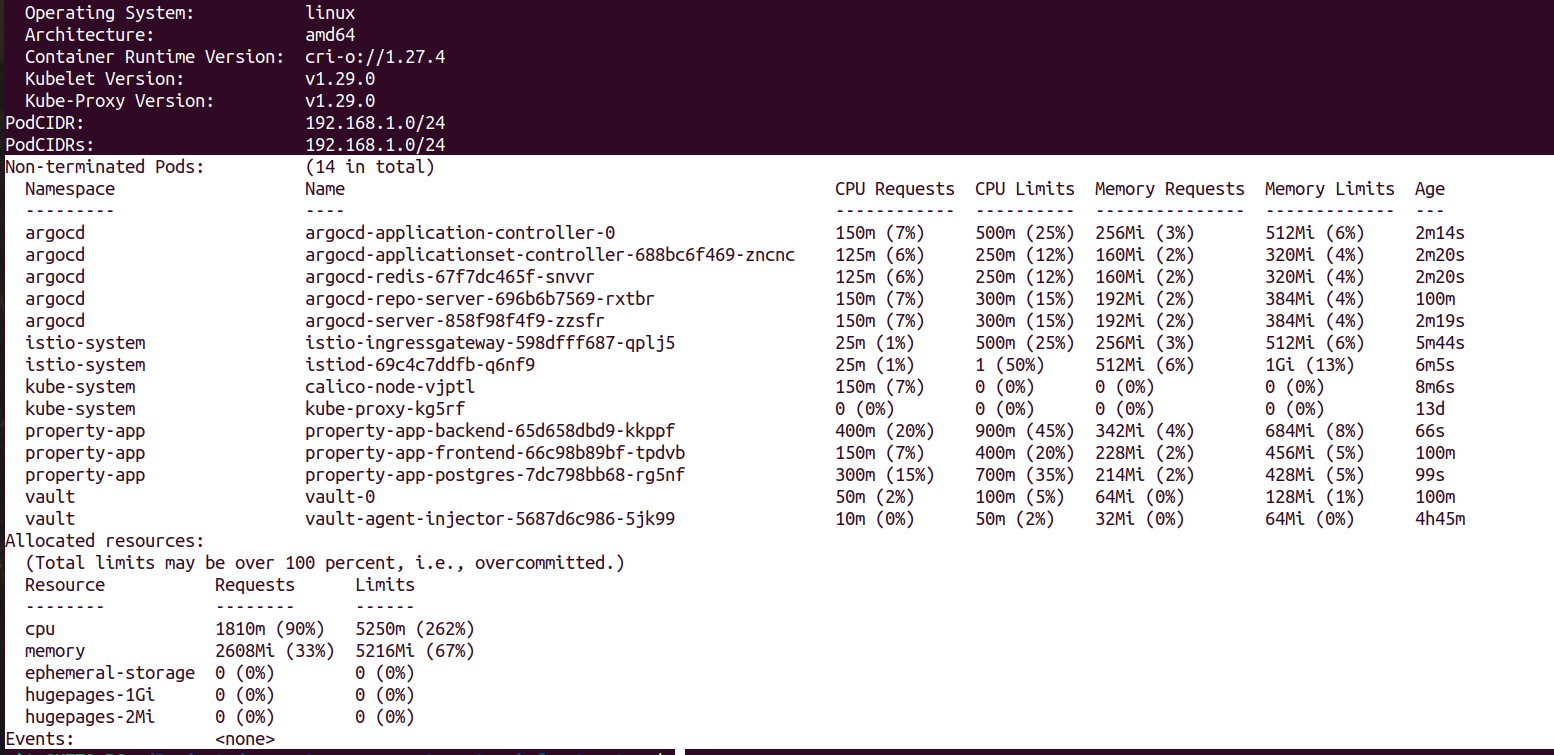 Operating System: linux
Architecture: amd64
Container Runtime Version: cri-o://1.27.4
Kubelet Version: v1.29.0
Kube-Proxy Version: v1.29.0
PodCIDR: 192.168.1.0/24
PodCIDRs: 192.168.1.0/24
Non-terminated Pods: (14 in total)
Namespace Name CPU Requests CPU Limits Memory Requests Memory Limits Age
--------- ---- ------------ ---------- --------------- ------------- ---
argocd argocd-application-controller-0 150m (7%) 500m (25%) 256Mi (3%) 512Mi (6%) 2m14s
argocd argocd-applicationset-controller-688bc6f469-zncnc 125m (6%) 250m (12%) 160Mi (2%) 320Mi (4%) 2m20s
argocd argocd-redis-67f7dc465f-snvvr 125m (6%) 250m (12%) 160Mi (2%) 320Mi (4%) 2m20s
argocd argocd-repo-server-696b6b7569-rxtbr 150m (7%) 300m (15%) 192Mi (2%) 384Mi (4%) 100m
argocd argocd-server-858f98f4f9-zzsfr 150m (7%) 300m (15%) 192Mi (2%) 384Mi (4%) 2m19s
istio-system istio-ingressgateway-598dfff687-qplj5 25m (1%) 500m (25%) 256Mi (3%) 512Mi (6%) 5m44s
istio-system istiod-69c4c7ddfb-q6nf9 25m (1%) 1 (50%) 512Mi (6%) 1Gi (13%) 6m5s
kube-system calico-node-vjptl 150m (7%) 0 (0%) 0 (0%) 0 (0%) 8m6s
kube-system kube-proxy-kg5rf 0 (0%) 0 (0%) 0 (0%) 0 (0%) 13d
property-app property-app-backend-65d658dbd9-kkppf 400m (20%) 900m (45%) 342Mi (4%) 684Mi (8%) 66s
property-app property-app-frontend-66c98b89bf-tpdvb 150m (7%) 400m (20%) 228Mi (2%) 456Mi (5%) 100m
property-app property-app-postgres-7dc798bb68-rg5nf 300m (15%) 700m (35%) 214Mi (2%) 428Mi (5%) 99s
vault vault-0 50m (2%) 100m (5%) 64Mi (0%) 128Mi (1%) 100m
vault vault-agent-injector-5687d6c986-5jk99 10m (0%) 50m (2%) 32Mi (0%) 64Mi (0%) 4h45m
Allocated resources:
(Total limits may be over 100 percent, i.e., overcommitted.)
Resource Requests Limits
-------- -------- ------
cpu 1810m (90%) 5250m (262%)
memory 2608Mi (33%) 5216Mi (67%)
ephemeral-storage 0 (0%) 0 (0%)
hugepages-1Gi 0 (0%) 0 (0%)
hugepages-2Mi 0 (0%) 0 (0%)
Events: <none>